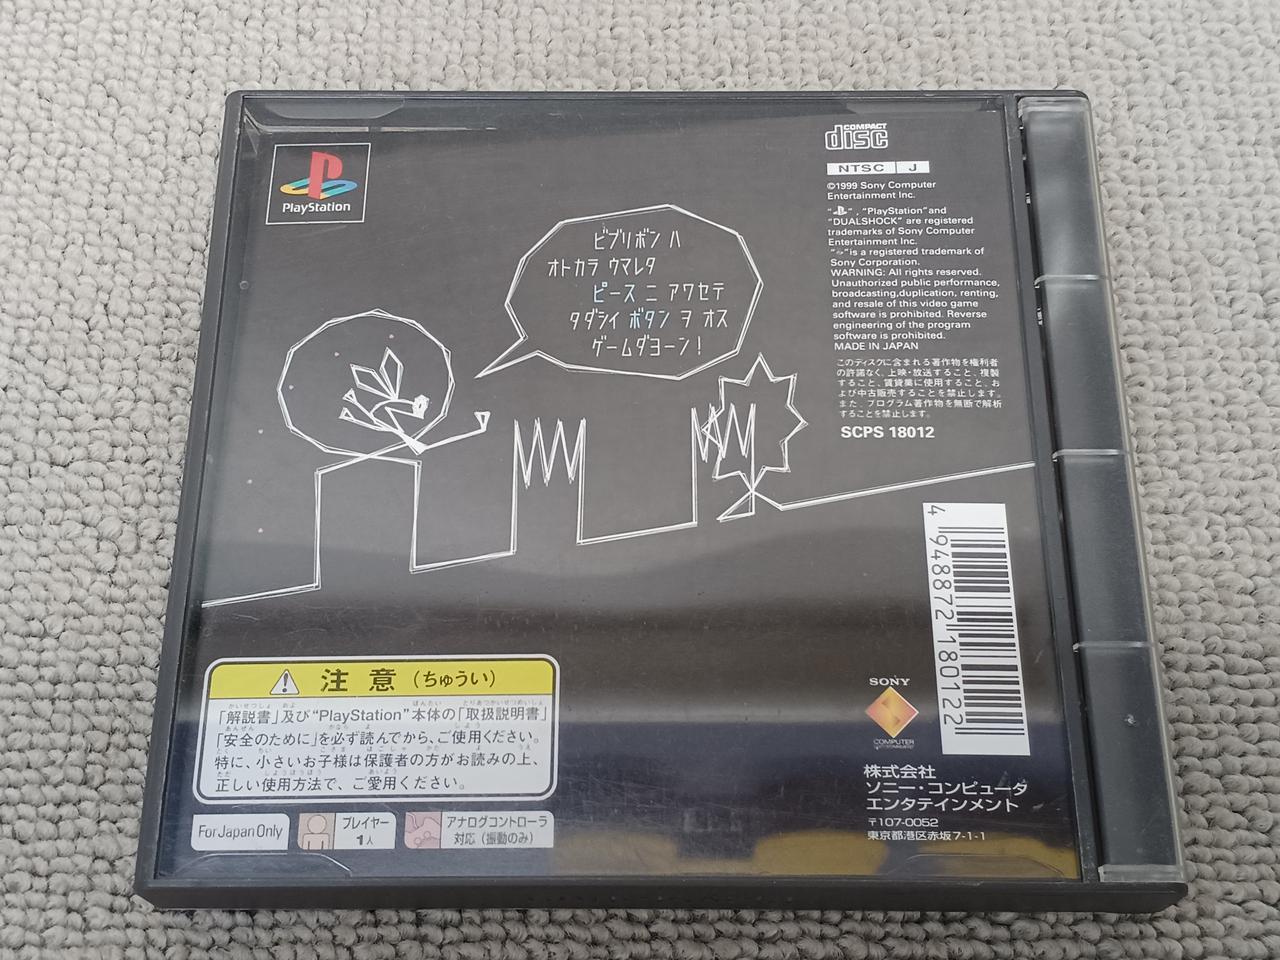 PlayStation
ビブリボン ハ
オトカラ ウマレタ
ピース ニ アワセテ
タダシイ ボタン ヲ オス
ゲームダヨーン!
COMPACT
disc
NTSC J
©1999 Sony Computer
Entertainment Inc.
" ", "PlayStation" and
"DUALSHOCK" are registered
trademarks of Sony Computer
Entertainment Inc.
" " is a registered trademark of
Sony Corporation.
WARNING: All rights reserved.
Unauthorized public performance,
broadcasting,duplication, renting,
and resale of this video game
software is prohibited. Reverse
engineering of the program
software is prohibited.
MADE IN JAPAN
このディスクに含まれる著作物を権利者
の許諾なく、上映・放送すること、複製
すること、賃貸業に使用すること、お
よび中古販売することを禁止します。
また、プログラム著作物を無断で解析
することを禁止します。
SCPS 18012
4 948872 180122
SONY
COMPUTER
ENTERTAINMENT
株式会社
ソニー・コンピュータ
エンタテインメント
〒107-0052
東京都港区赤坂7-1-1
注意(ちゅうい)
「解説書」及び"PlayStation"本体の「取扱説明書」
「安全のために」を必ず読んでから、ご使用ください。
特に、小さいお子様は保護者の方がお読みの上、
正しい使用方法で、ご愛用ください。
For Japan Only
プレイヤー
1人
アナログコントローラ
対応(振動のみ)